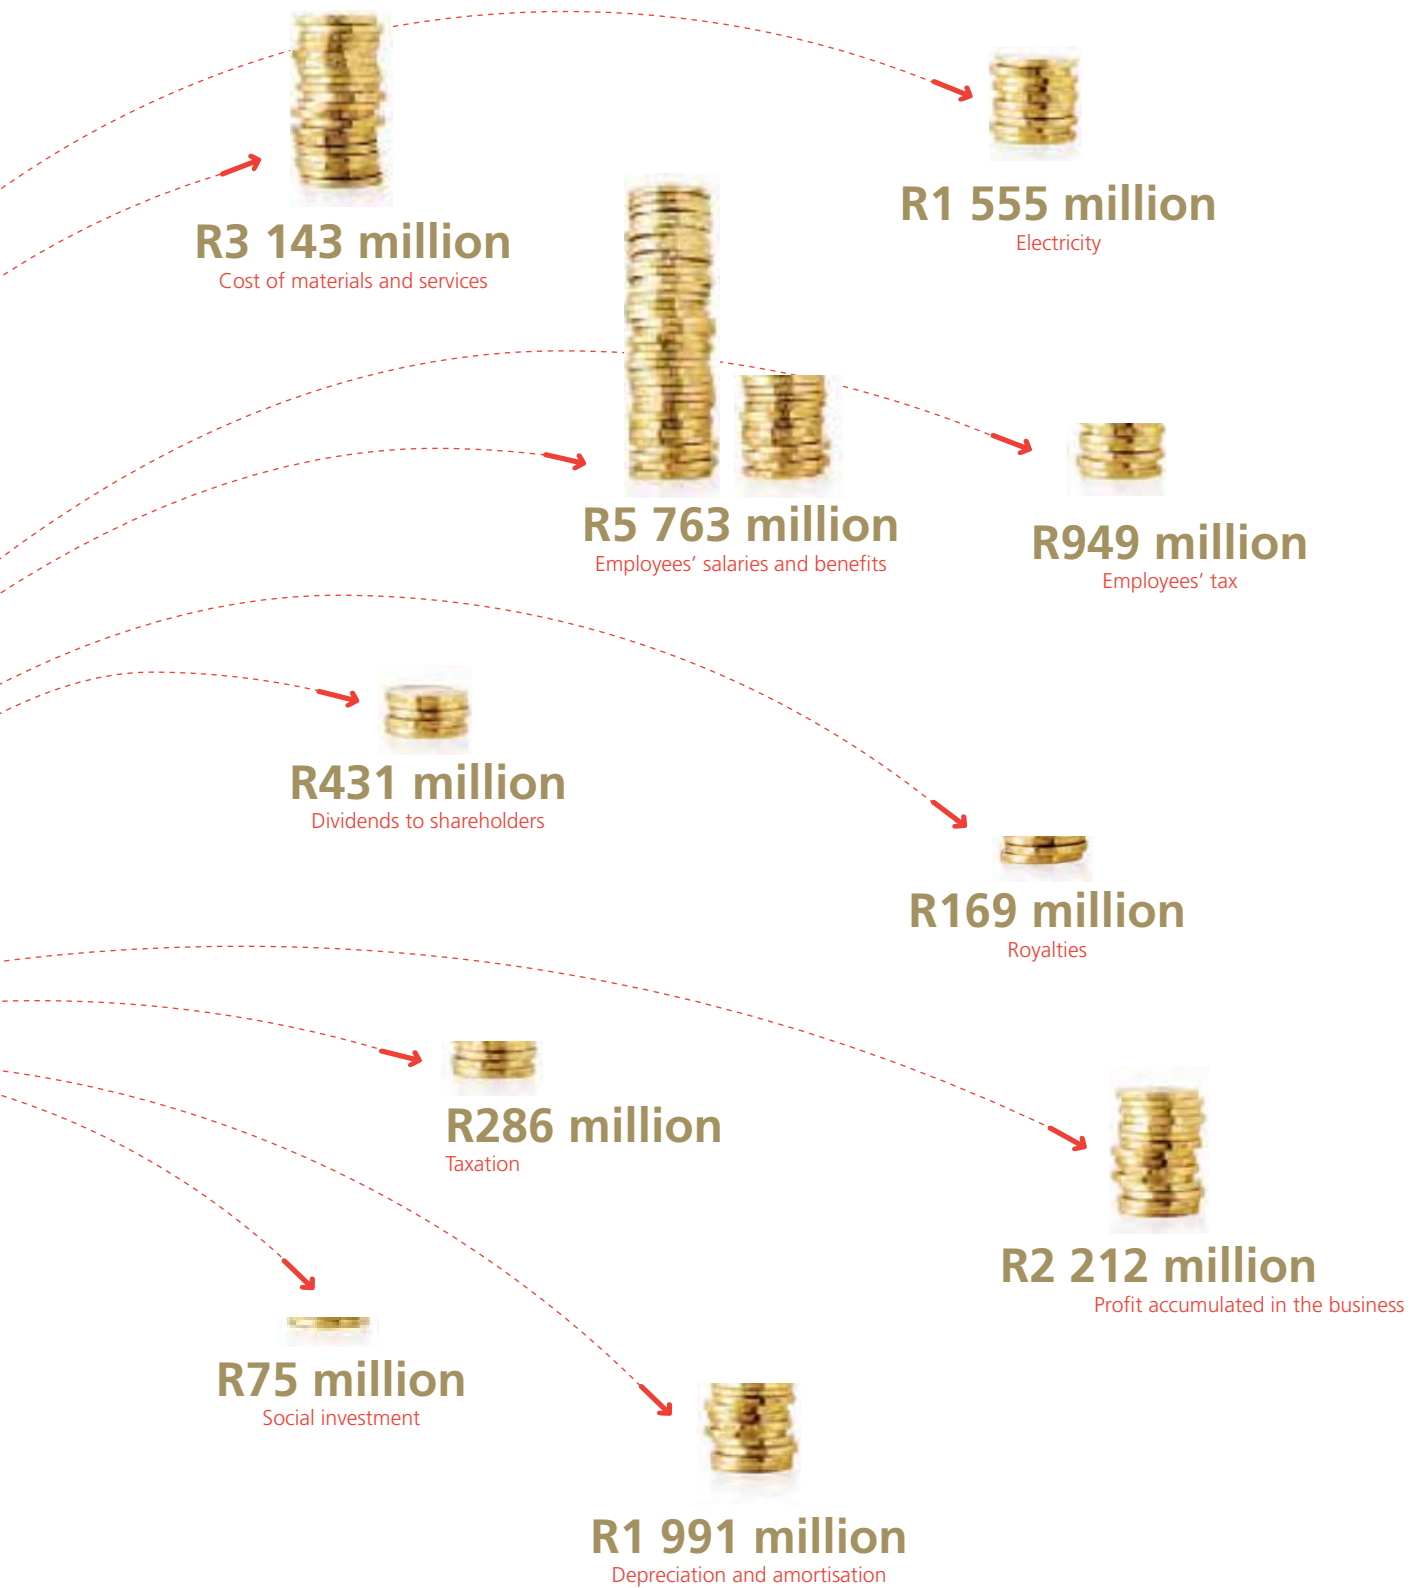 R3 143 million
Cost of materials and services
R1 555 million
Electricity
R5 763 million
Employees’ salaries and benefits
R949 million
Employees’ tax
R431 million
Dividends to shareholders
R169 million
Royalties
R286 million
Taxation
R2 212 million
Profit accumulated in the business
R75 million
Social investment
R1 991 million
Depreciation and amortisation